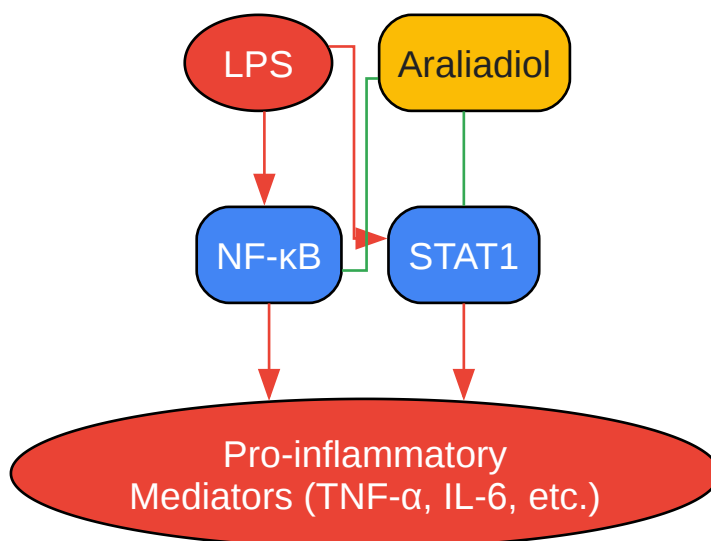 LPS
Araliadiol
NF-κB
STAT1
Pro-inflammatory
Mediators (TNF-α, IL-6, etc.)